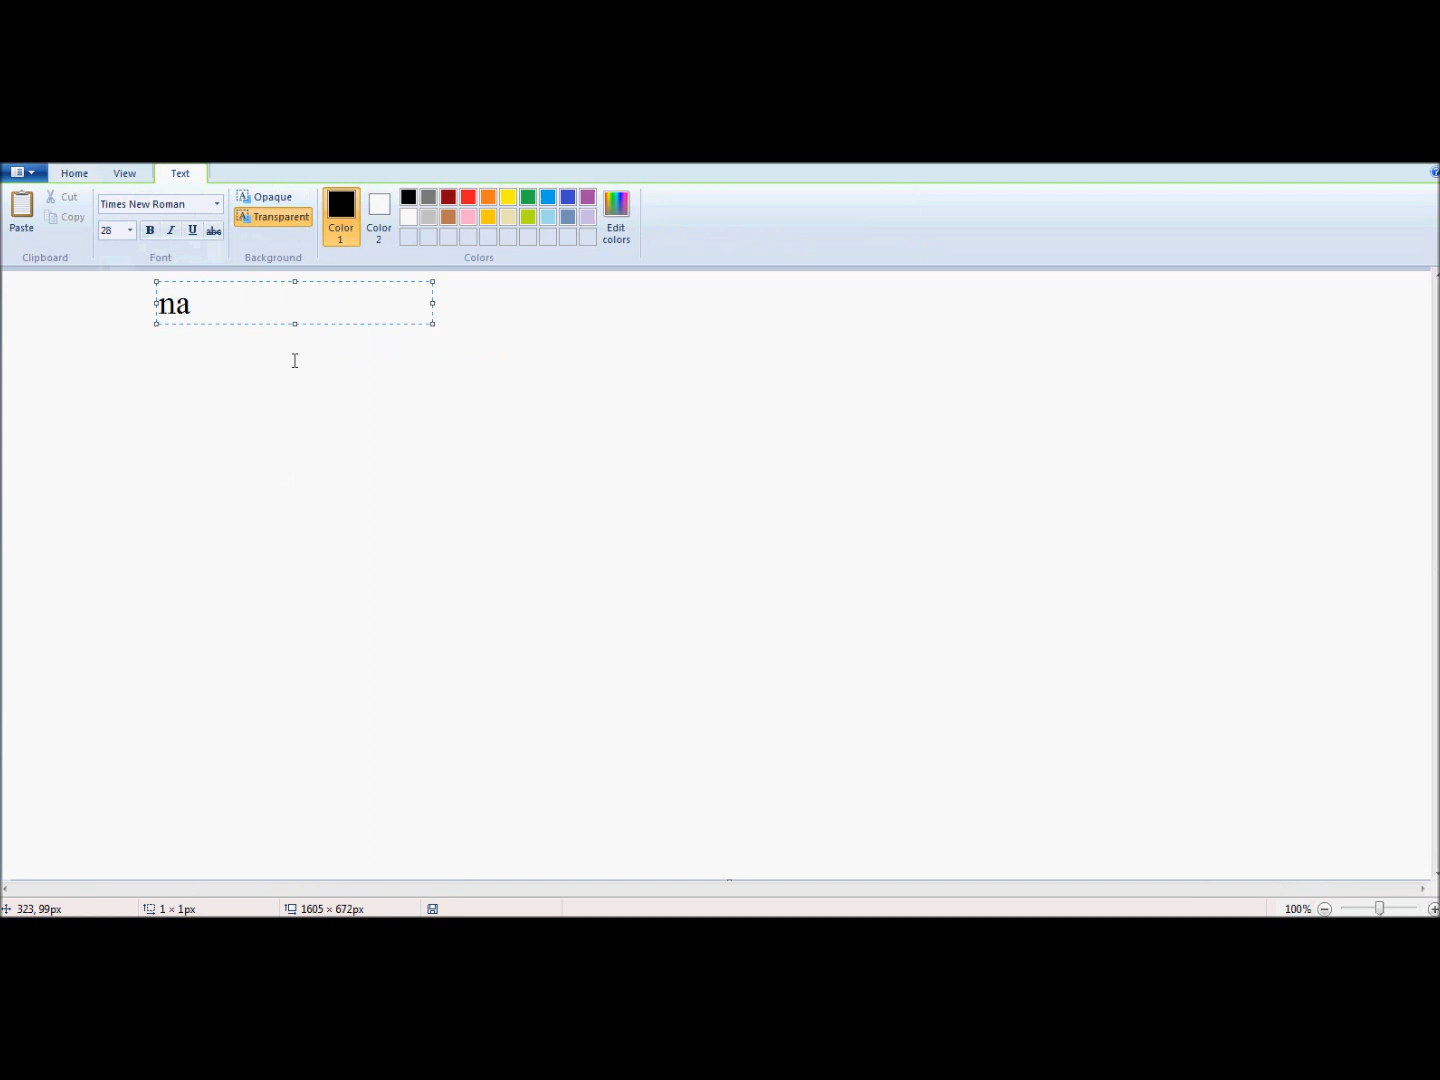 Home View Text
Paste
Cut
Copy
Clipboard
Times New Roman
28 B I U abc
Font
Opaque
Transparent
Background
Color 1
Color 2
Edit colors
Colors
na
323, 99px
1 × 1px
1605 × 672px
100%